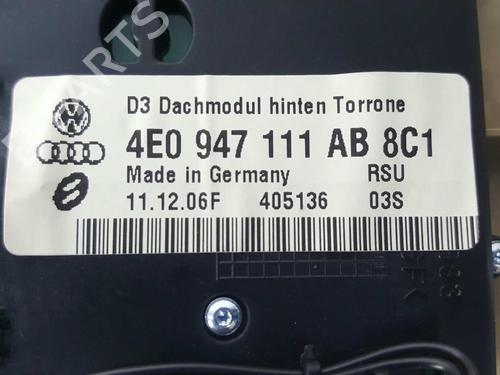 D3 Dachmodul hinten Torrone
4E0 947 111 AB 8C1
Made in Germany RSU
11.12.06F 405136 03S